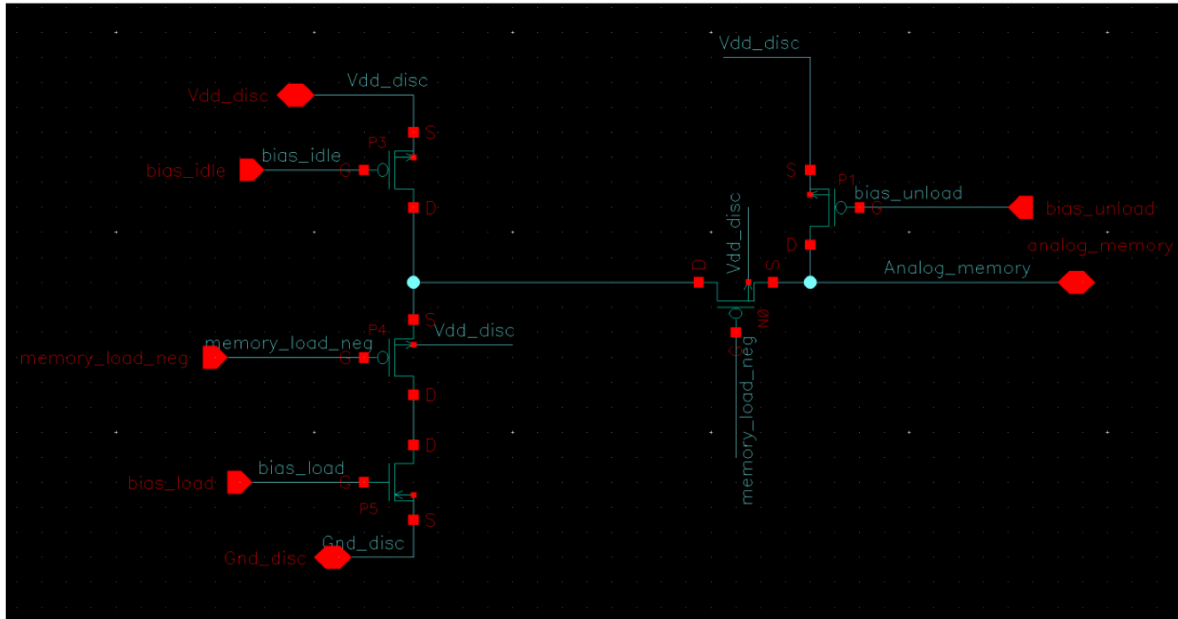 Vdd_disc
Vdd_disc
Vdd_disc
S
P3
bias_idle
bias_idle
G
D
S
P1
bias_unload
G
bias_unload
D
analog_memory
Analog_memory
D
Vdd_disc
S
N0
G
memory_load_neg
S
P4
Vdd_disc
memory_load_neg
memory_load_neg
G
D
D
bias_load
bias_load
G
P5
S
Gnd_disc
Gnd_disc